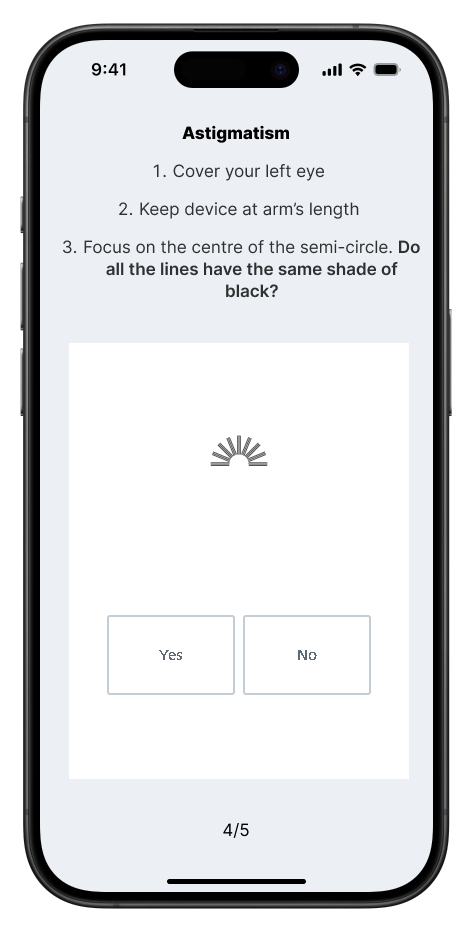 9:41
Astigmatism
1. Cover your left eye
2. Keep device at arm’s length
3. Focus on the centre of the semi-circle. Do
all the lines have the same shade of
black?
Yes
No
4/5